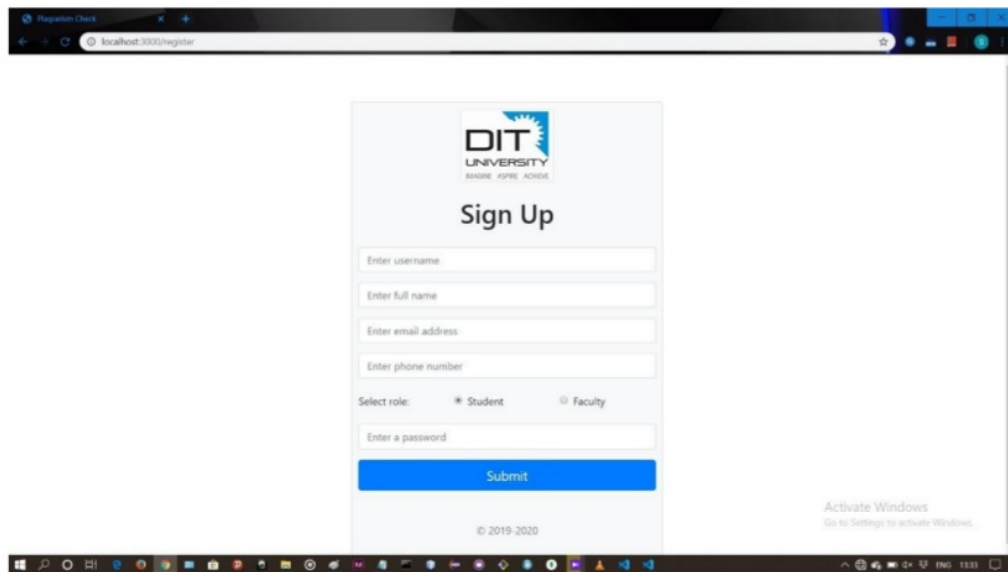 Plagiarism Check
localhost:3000/register
DIT
UNIVERSITY
IMAGINE ASPIRE ACHIEVE
Sign Up
Enter username
Enter full name
Enter email address
Enter phone number
Select role: Student Faculty
Enter a password
Submit
© 2019-2020
Activate Windows
Go to Settings to activate Windows.
ENG 13:33